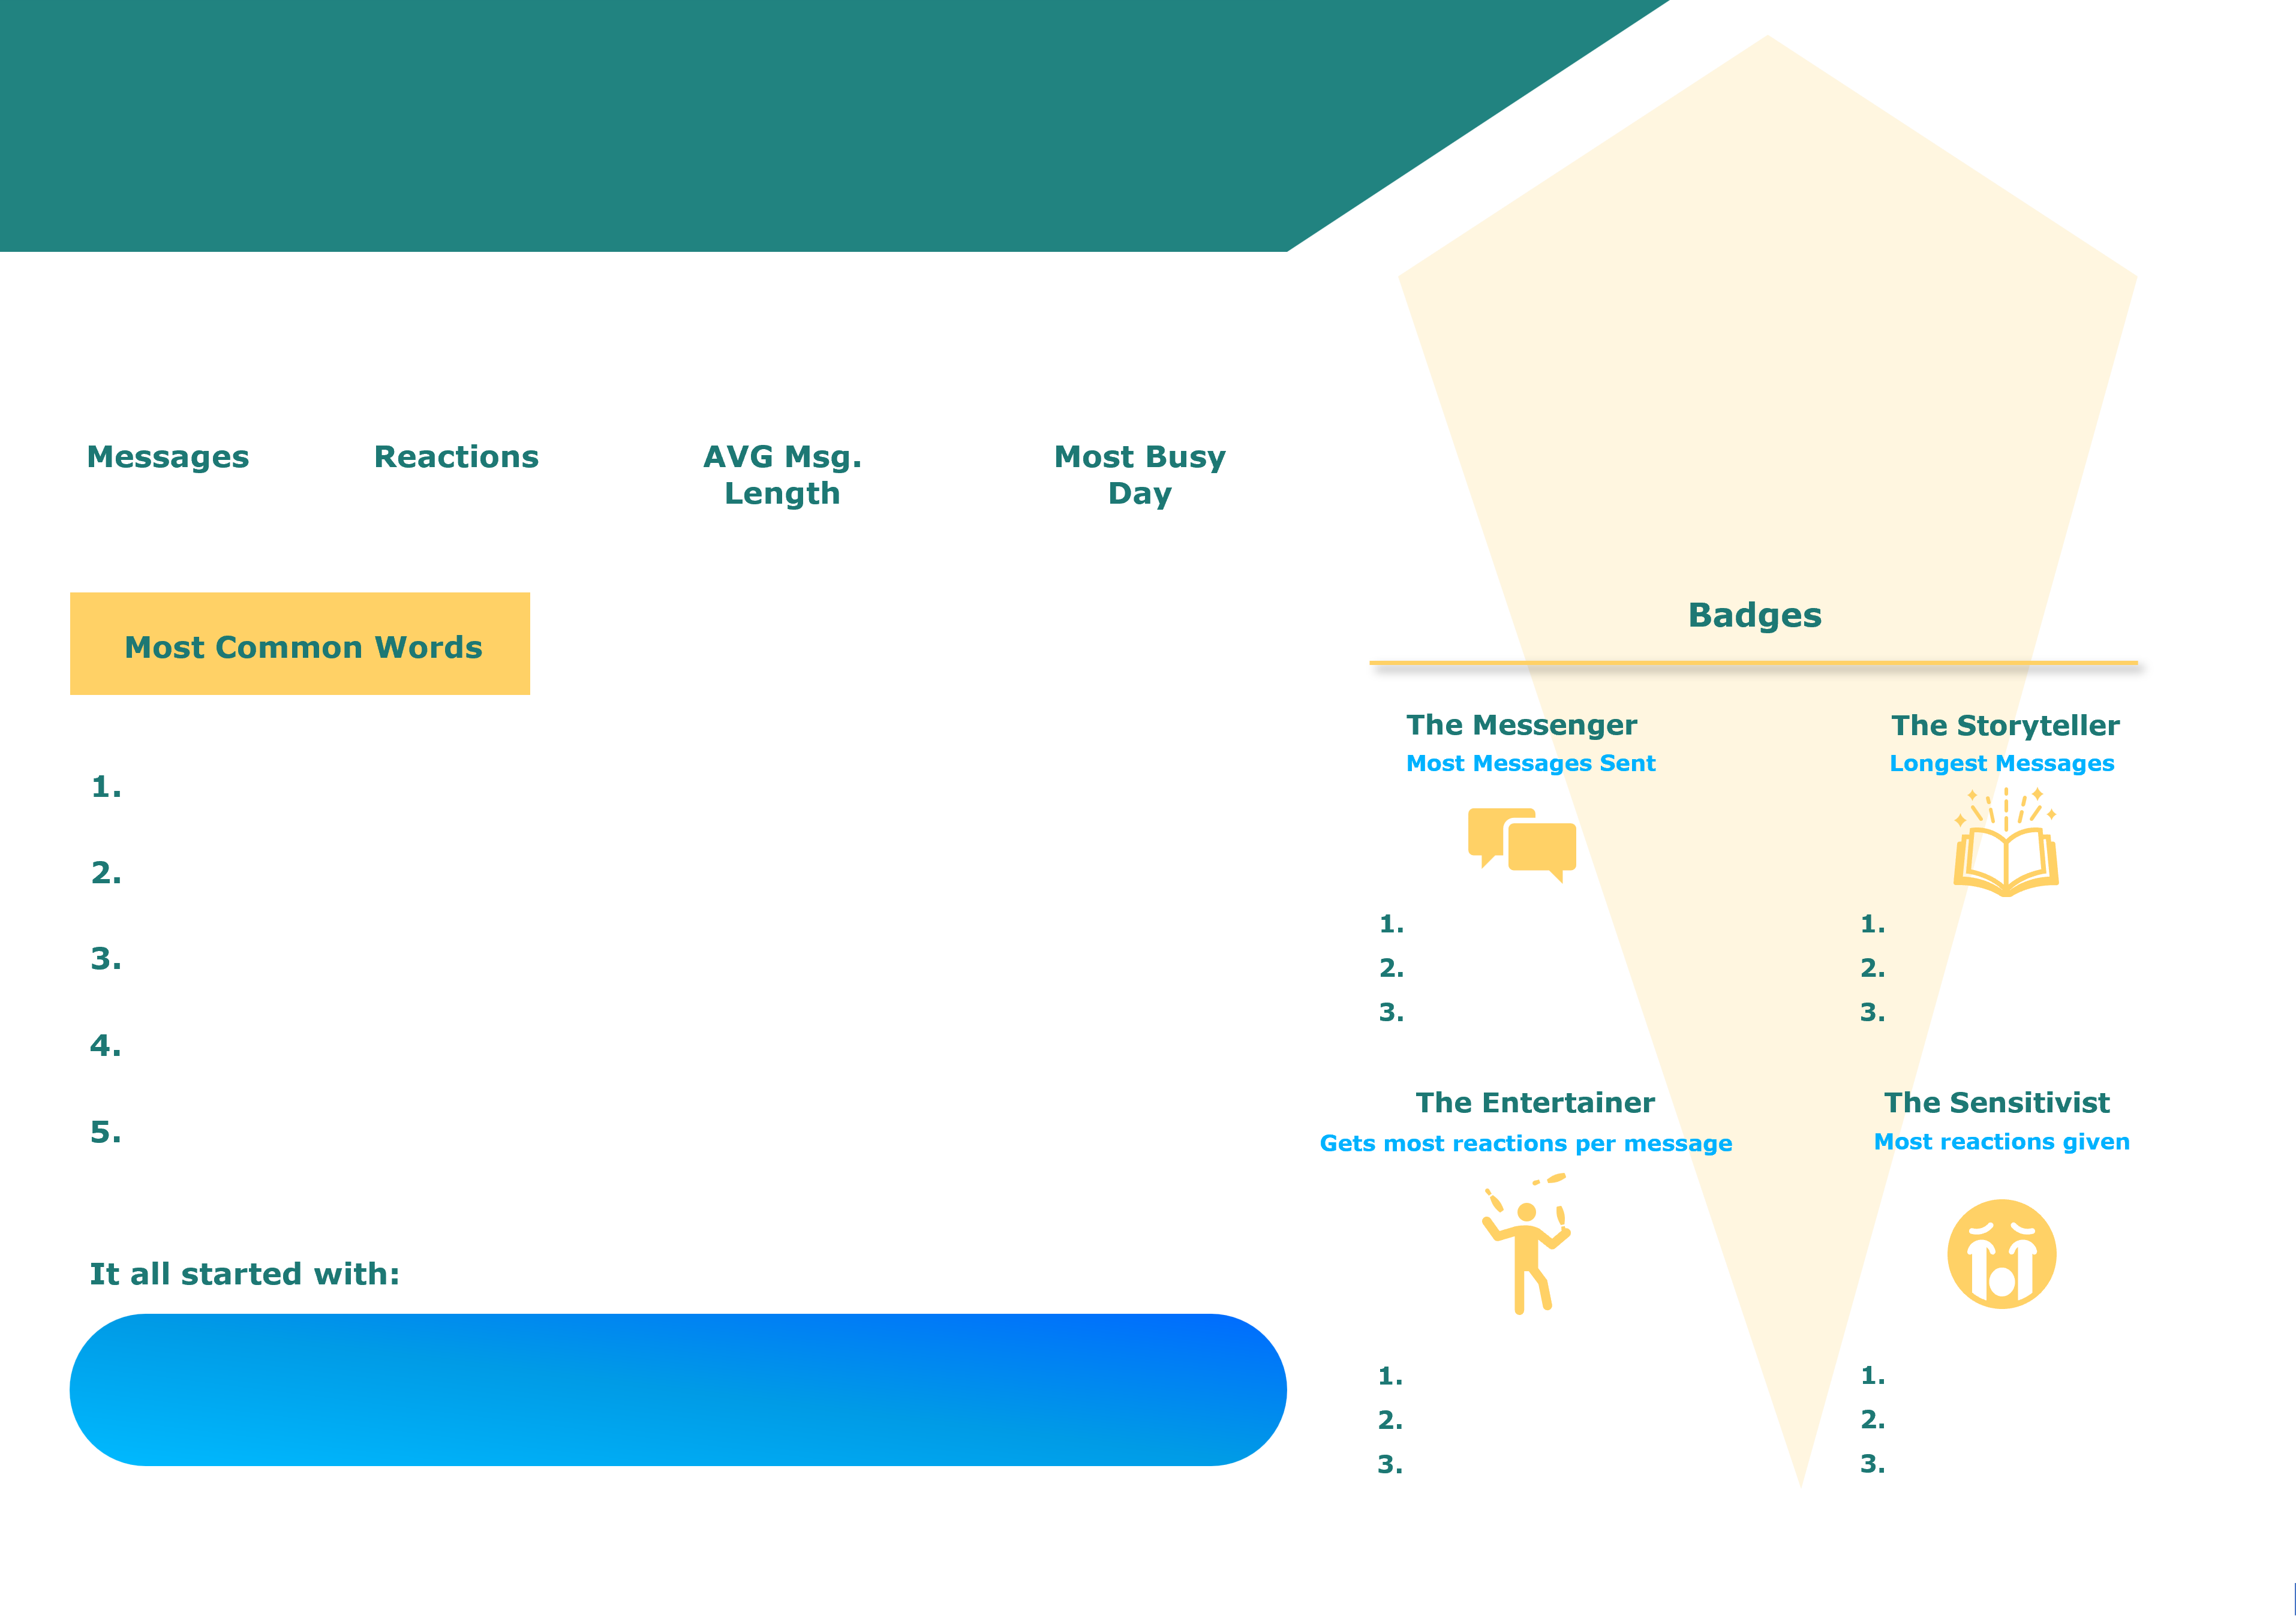 Messages
Reactions
AVG Msg.
Length
Most Busy
Day
Most Common Words
1.
2.
3.
4.
5.
It all started with:
Badges
The Messenger
Most Messages Sent
1.
2.
3.
The Storyteller
Longest Messages
1.
2.
3.
The Entertainer
Gets most reactions per message
1.
2.
3.
The Sensitivist
Most reactions given
1.
2.
3.